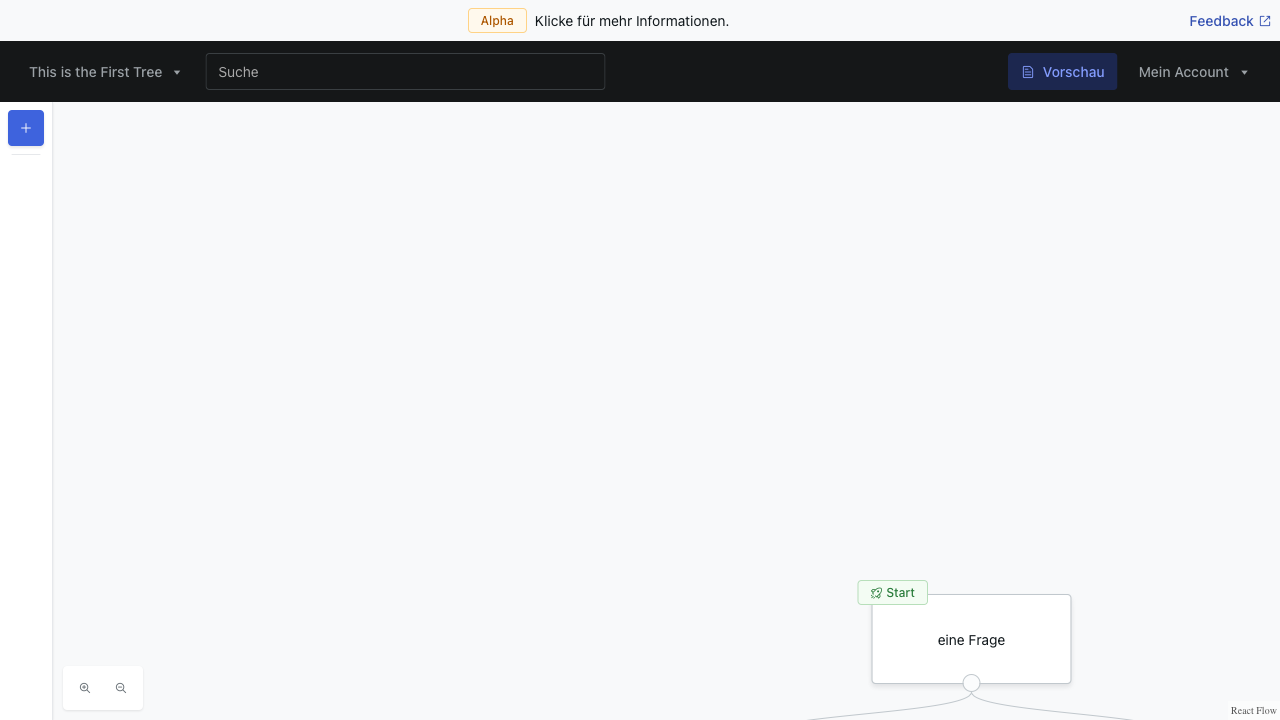 Alpha Klicke für mehr Informationen.
Feedback
This is the First Tree
Suche
Vorschau
Mein Account
Start
eine Frage
React Flow